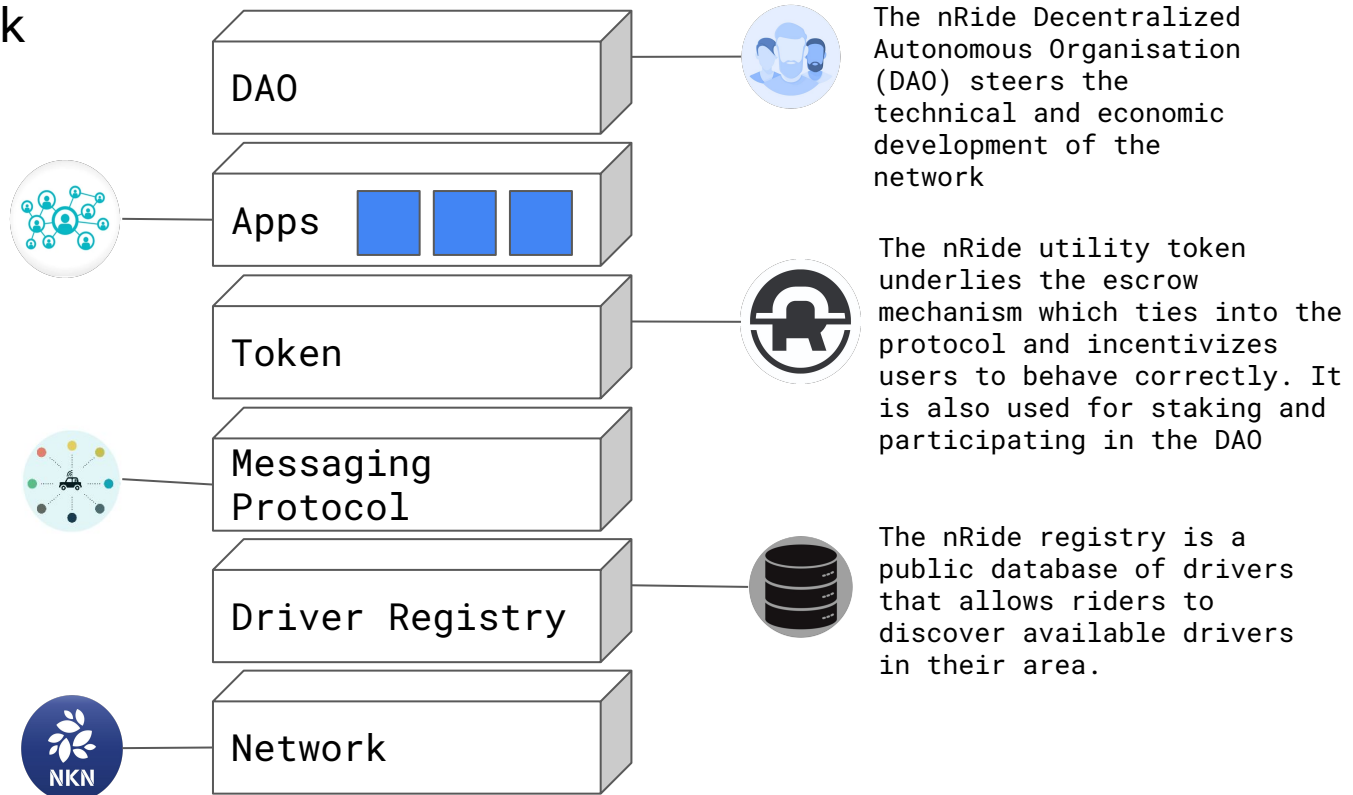 k
DAO
The nRide Decentralized
Autonomous Organisation
(DAO) steers the
technical and economic
development of the
network
Apps
Token
The nRide utility token
underlies the escrow
mechanism which ties into the
protocol and incentivizes
users to behave correctly. It
is also used for staking and
participating in the DAO
Messaging
Protocol
Driver Registry
The nRide registry is a
public database of drivers
that allows riders to
discover available drivers
in their area.
Network
NKN